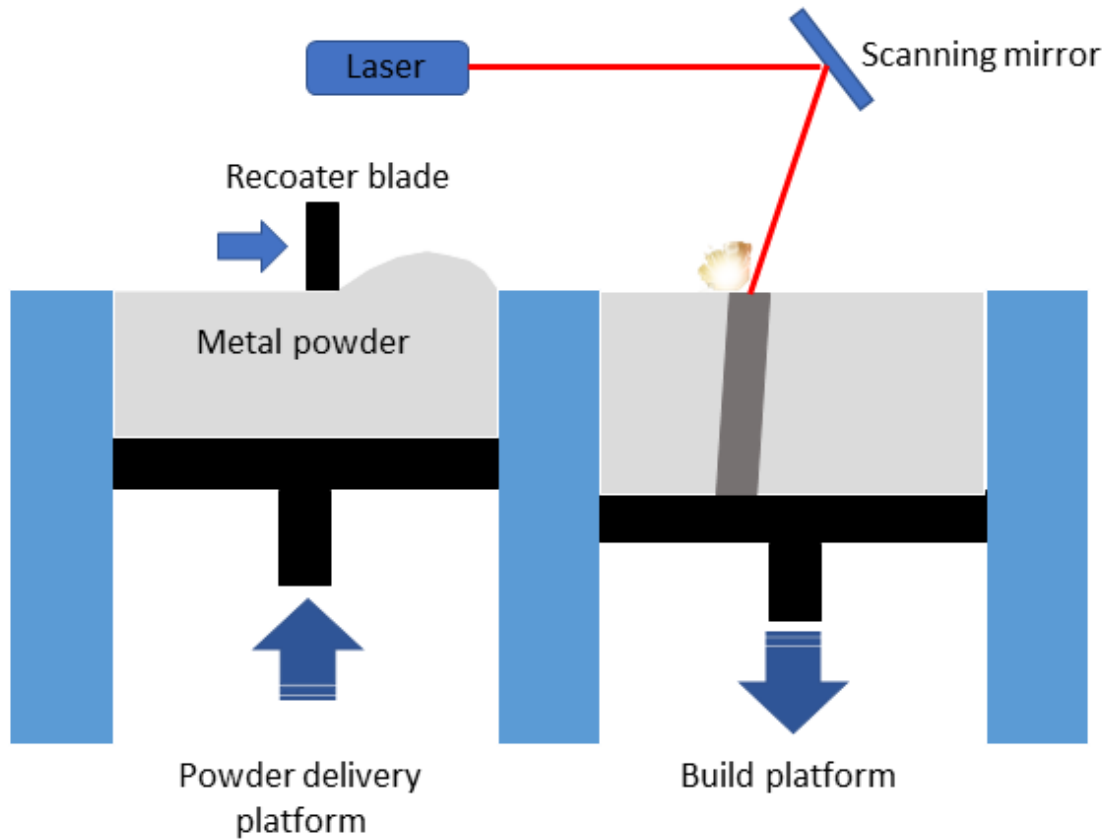 Laser
Scanning mirror
Recoater blade
Metal powder
Powder delivery
platform
Build platform